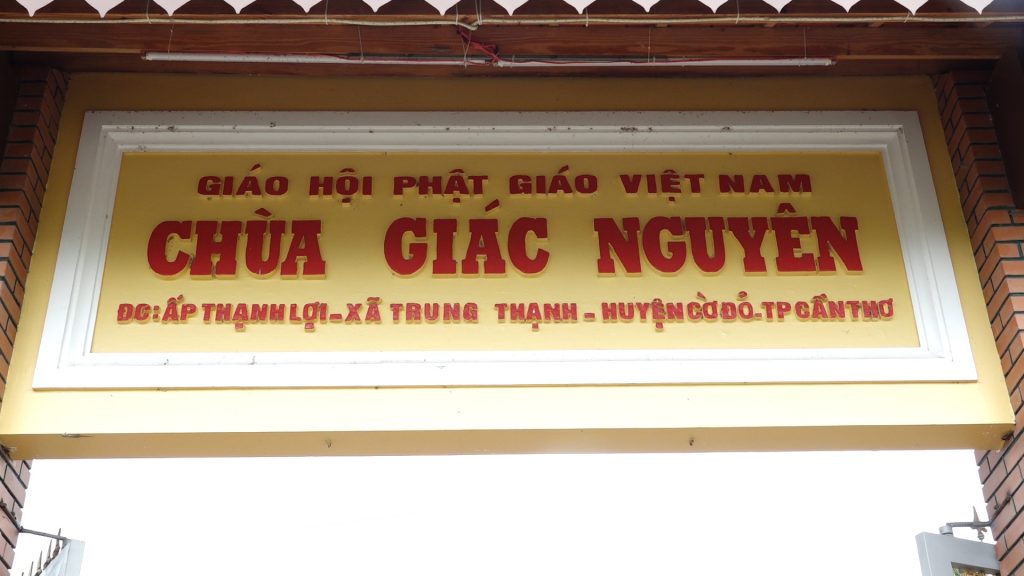 GIÁO HỘI PHẬT GIÁO VIỆT NAM
CHÙA GIÁC NGUYÊN
ĐC: ẤP THẠNH LỢI - XÃ TRUNG THẠNH - HUYỆN CỜ ĐỎ - TP CẦN THƠ